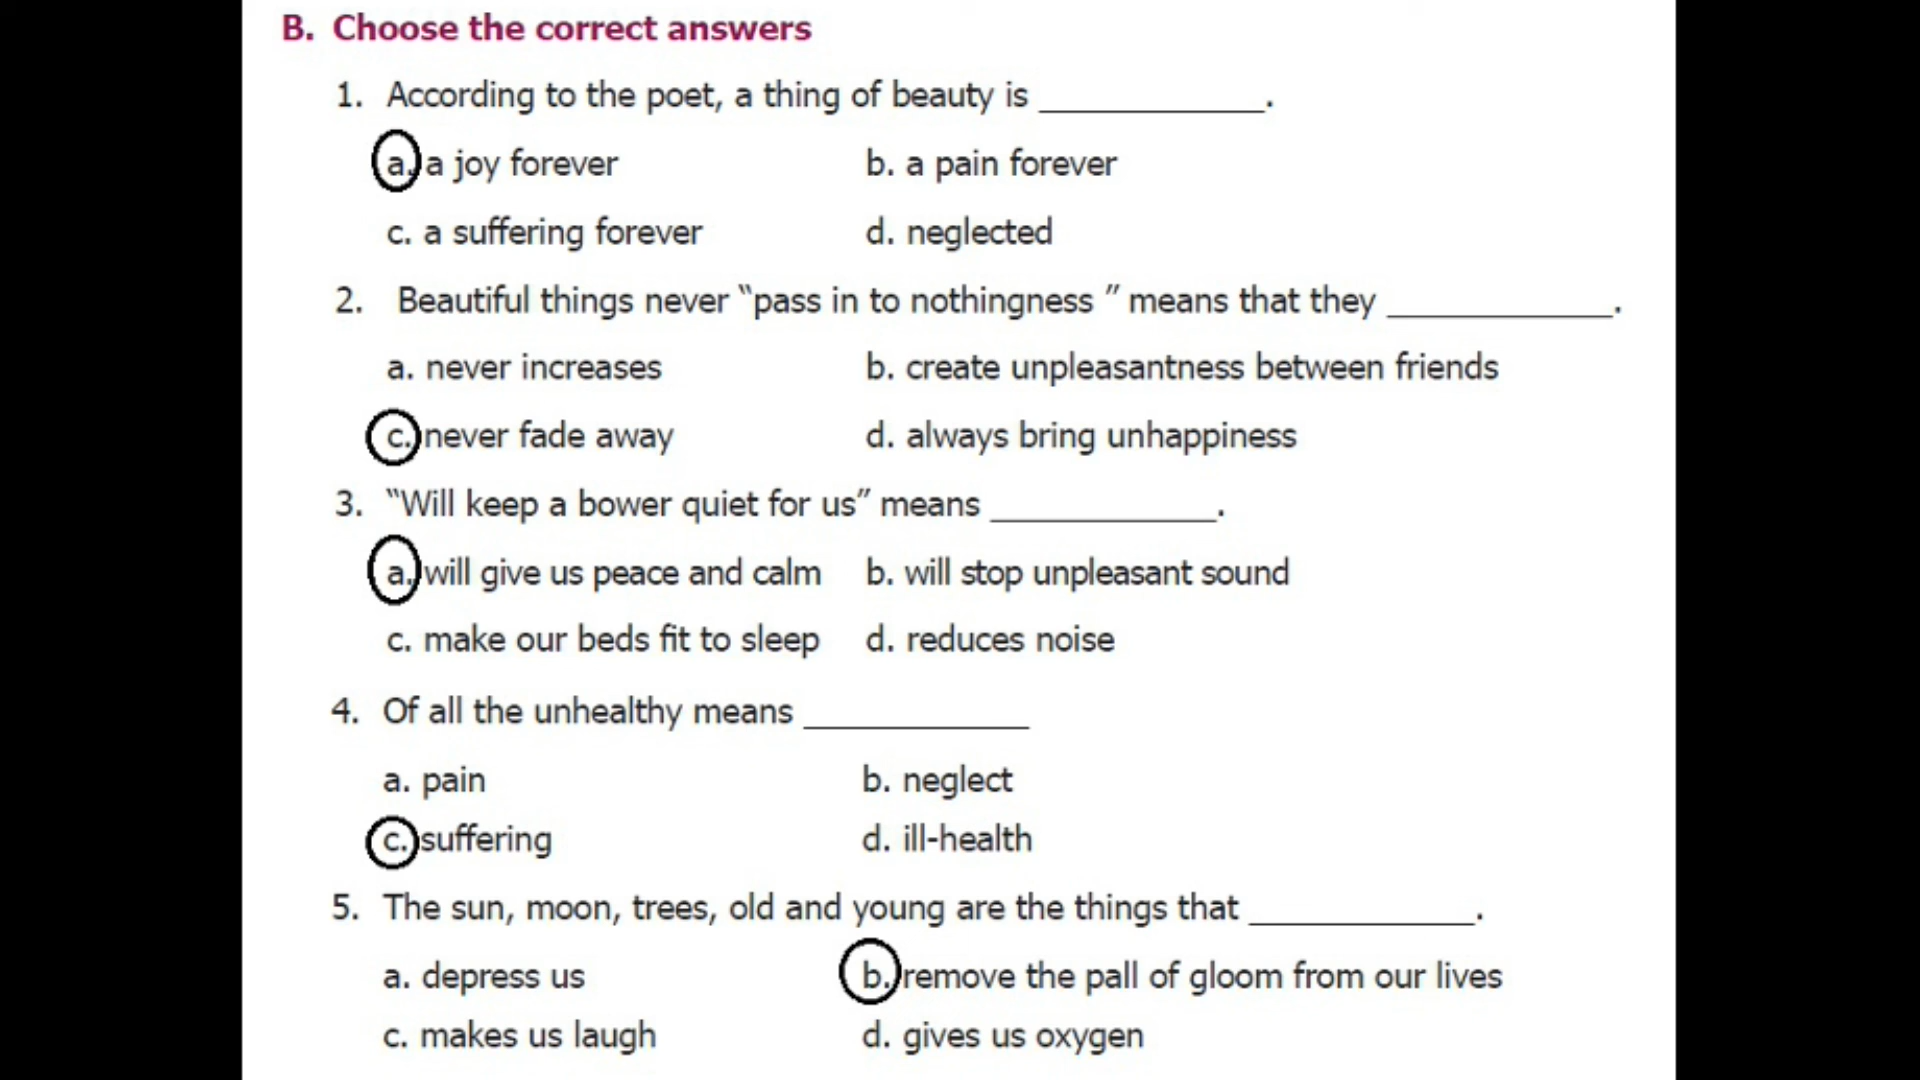 B. Choose the correct answers
1. According to the poet, a thing of beauty is ____________.
a. a joy forever b. a pain forever
c. a suffering forever d. neglected
2. Beautiful things never “pass in to nothingness ” means that they ____________.
a. never increases b. create unpleasantness between friends
c. never fade away d. always bring unhappiness
3. “Will keep a bower quiet for us” means ____________.
a. will give us peace and calm b. will stop unpleasant sound
c. make our beds fit to sleep d. reduces noise
4. Of all the unhealthy means ____________
a. pain b. neglect
c. suffering d. ill-health
5. The sun, moon, trees, old and young are the things that ____________.
a. depress us b. remove the pall of gloom from our lives
c. makes us laugh d. gives us oxygen